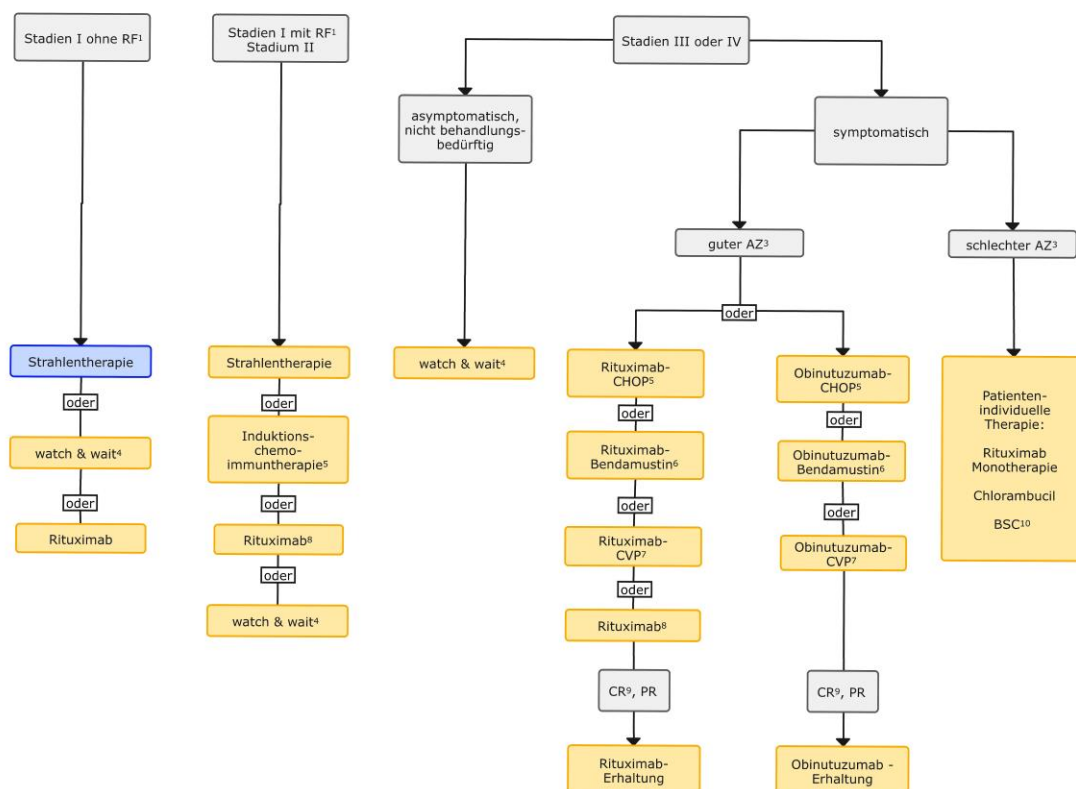 Stadien I ohne RF¹
Stadien I mit RF¹
Stadium II
Stadien III oder IV
asymptomatisch,
nicht behandlungs-
bedürftig
symptomatisch
guter AZ³
schlechter AZ³
oder
Strahlentherapie
oder
watch & wait⁴
oder
Rituximab
Strahlentherapie
oder
Induktions-
chemo-
immuntherapie⁵
oder
Rituximab⁸
oder
watch & wait⁴
watch & wait⁴
Rituximab-
CHOP⁵
oder
Rituximab-
Bendamustin⁶
oder
Rituximab-
CVP⁷
oder
Rituximab⁸
CR⁹, PR
Rituximab-
Erhaltung
Obinutuzumab-
CHOP⁵
oder
Obinutuzumab-
Bendamustin⁶
oder
Obinutuzumab-
CVP⁷
CR⁹, PR
Obinutuzumab -
Erhaltung
Patienten-
individuelle
Therapie:
Rituximab
Monotherapie
Chlorambucil
BSC¹⁰